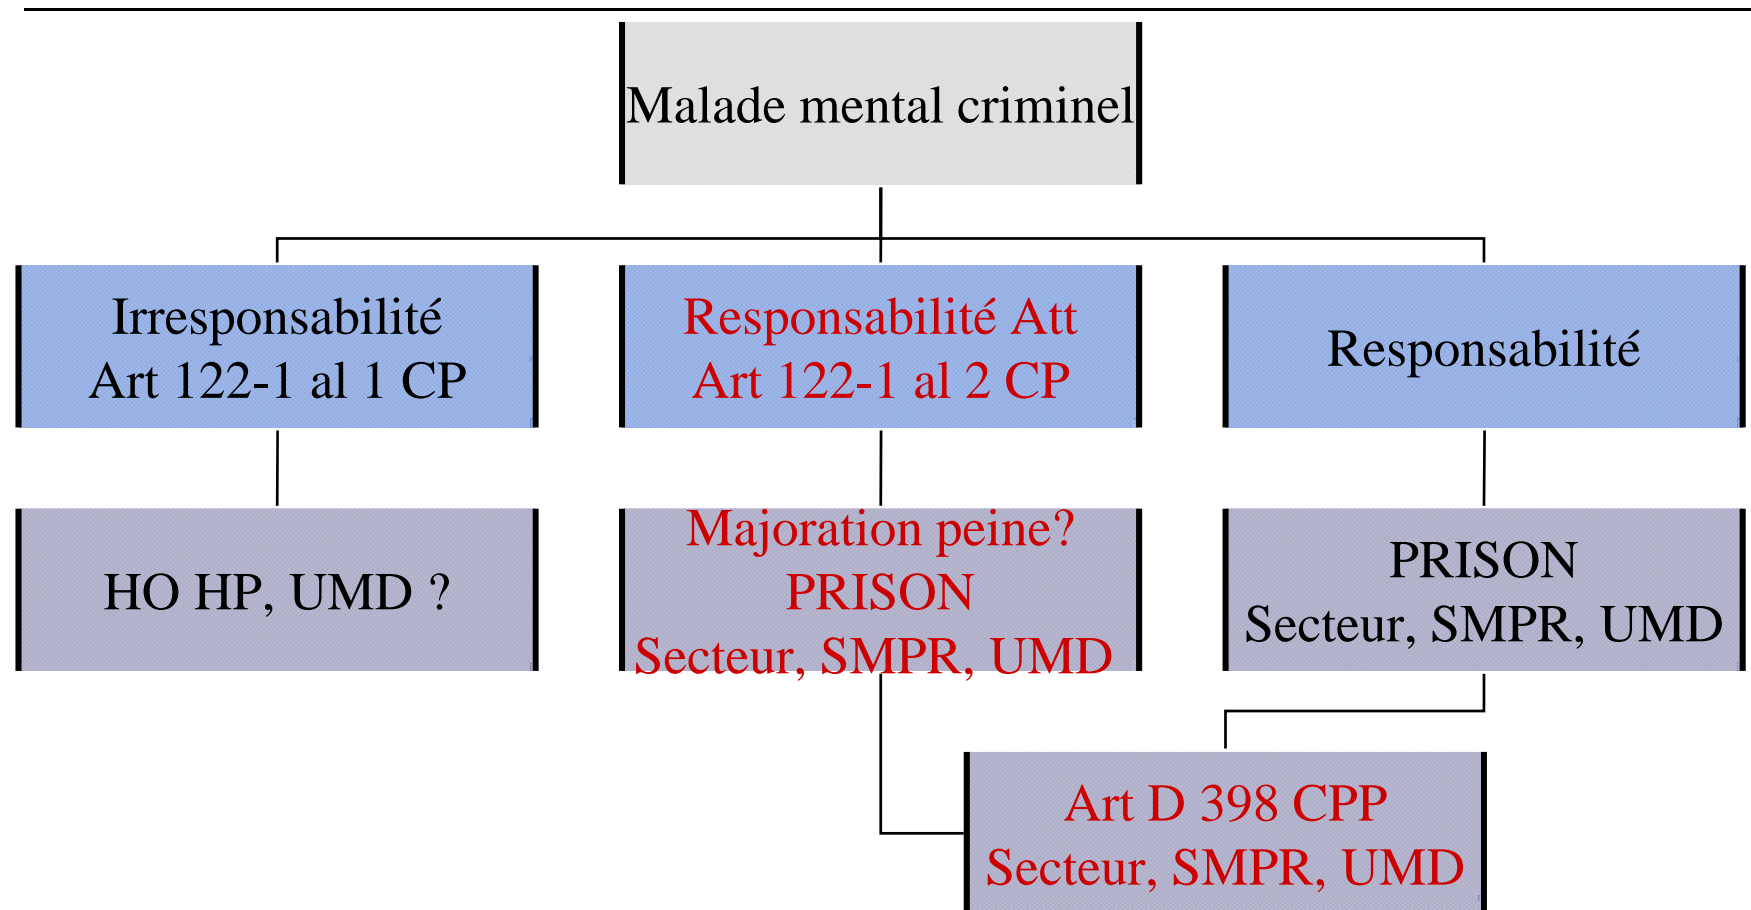 Malade mental criminel
Irresponsabilité
Art 122-1 al 1 CP
Responsabilité Att
Art 122-1 al 2 CP
Responsabilité
HO HP, UMD ?
Majoration peine?
PRISON
Secteur, SMPR, UMD
PRISON
Secteur, SMPR, UMD
Art D 398 CPP
Secteur, SMPR, UMD